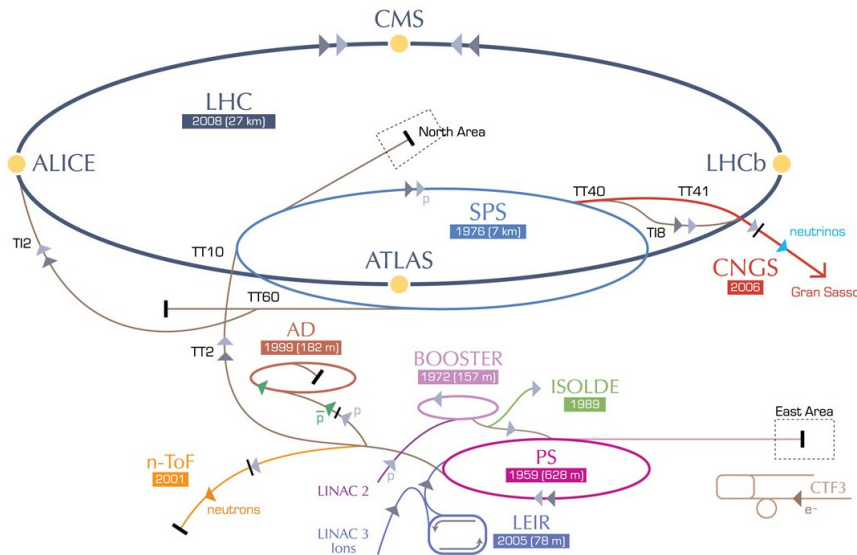 CMS
LHC
2008 (27 km)
North Area
ALICE
LHCb
TT40
TT41
p
SPS
1976 (7 km)
TI2
TI8
neutrinos
TT10
ATLAS
CNGS
2006
Gran Sasso
TT60
AD
1999 (182 m)
TT2
BOOSTER
1972 (157 m)
ISOLDE
1989
p̅
p
East Area
n-ToF
2001
p
PS
1959 (628 m)
LINAC 2
neutrons
CTF3
e-
LINAC 3
Ions
LEIR
2005 (78 m)